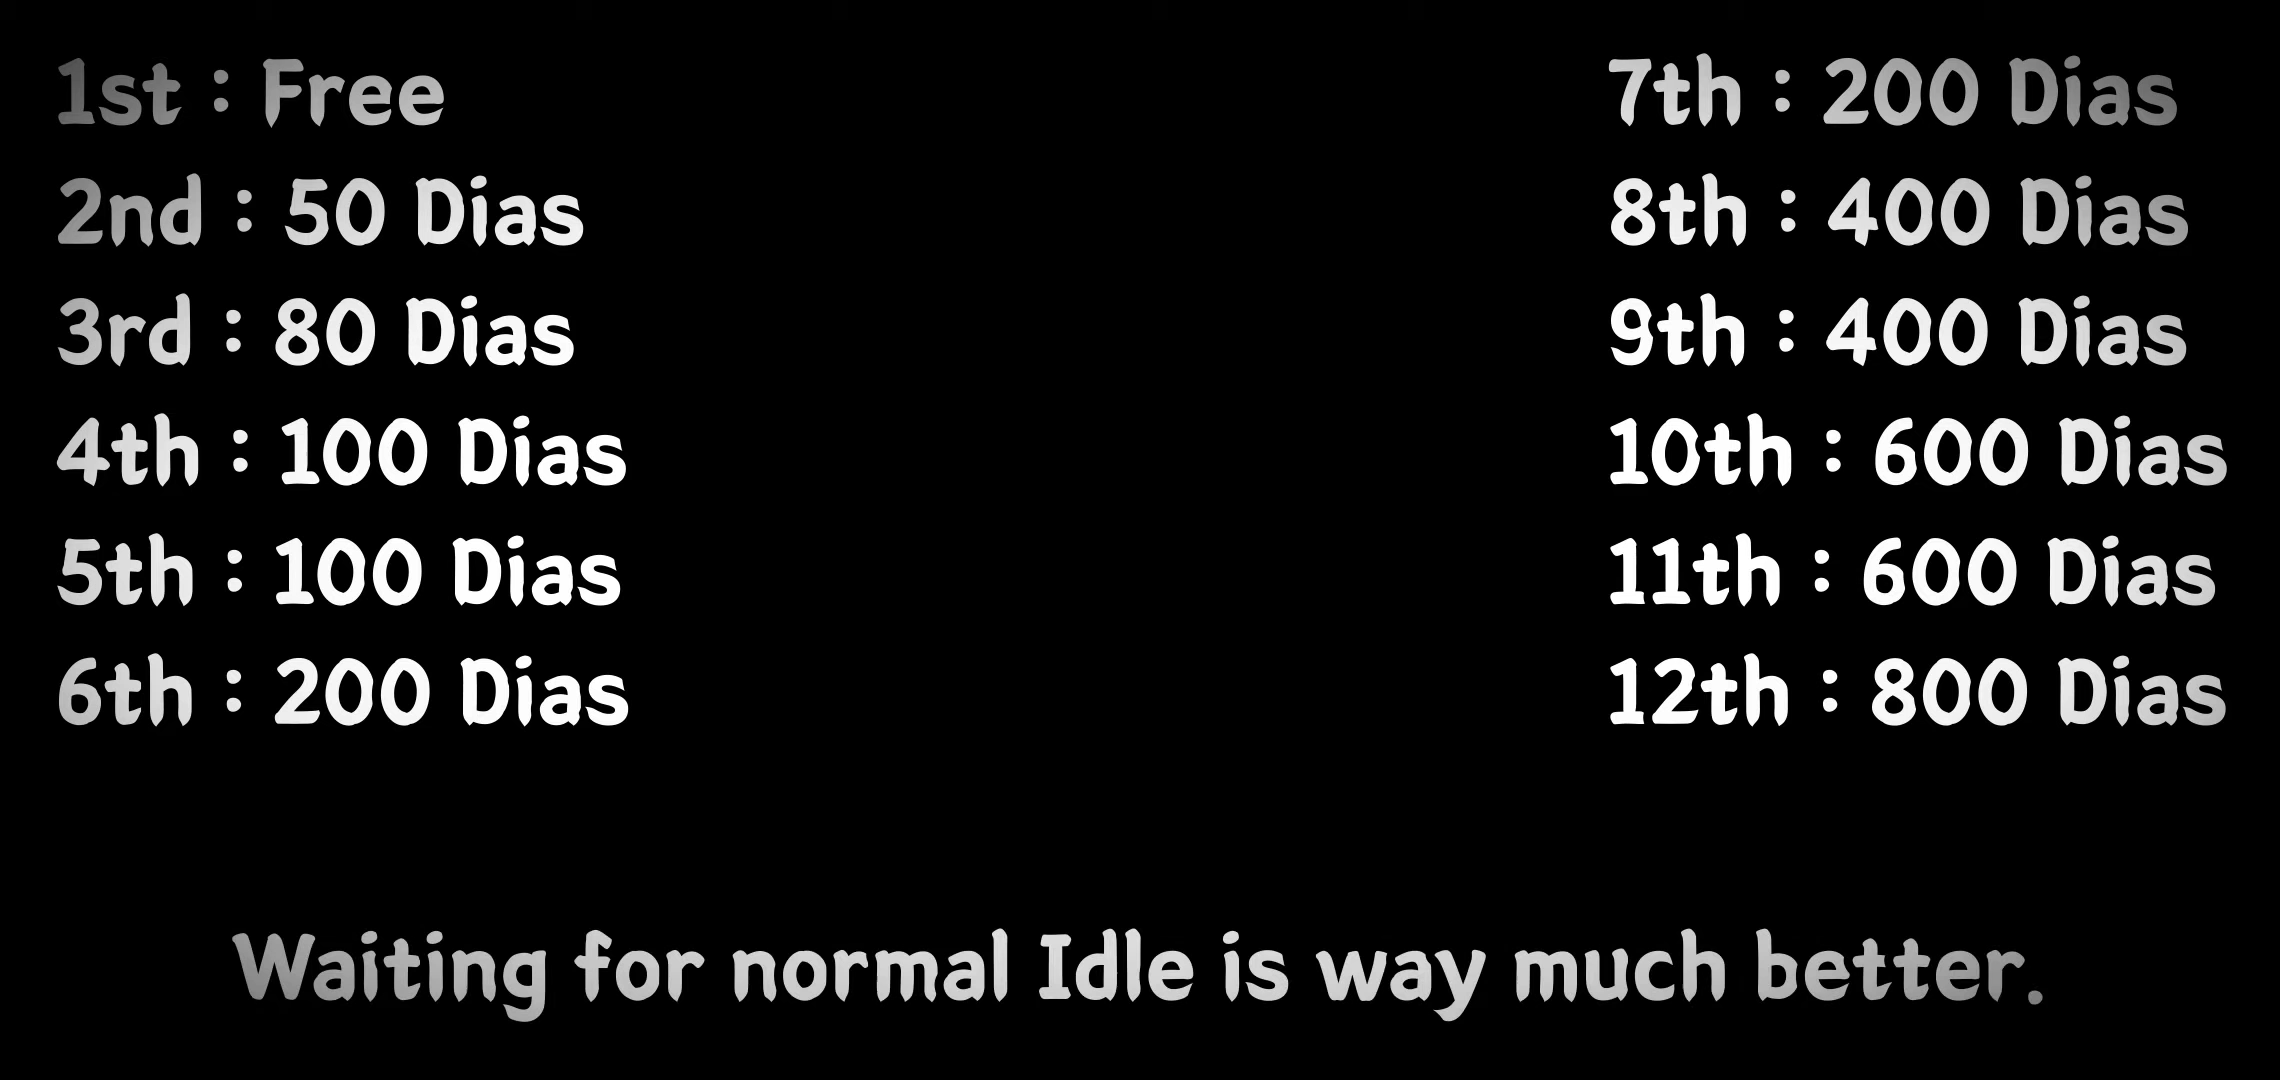 1st : Free
2nd : 50 Dias
3rd : 80 Dias
4th : 100 Dias
5th : 100 Dias
6th : 200 Dias
7th : 200 Dias
8th : 400 Dias
9th : 400 Dias
10th : 600 Dias
11th : 600 Dias
12th : 800 Dias
Waiting for normal Idle is way much better.